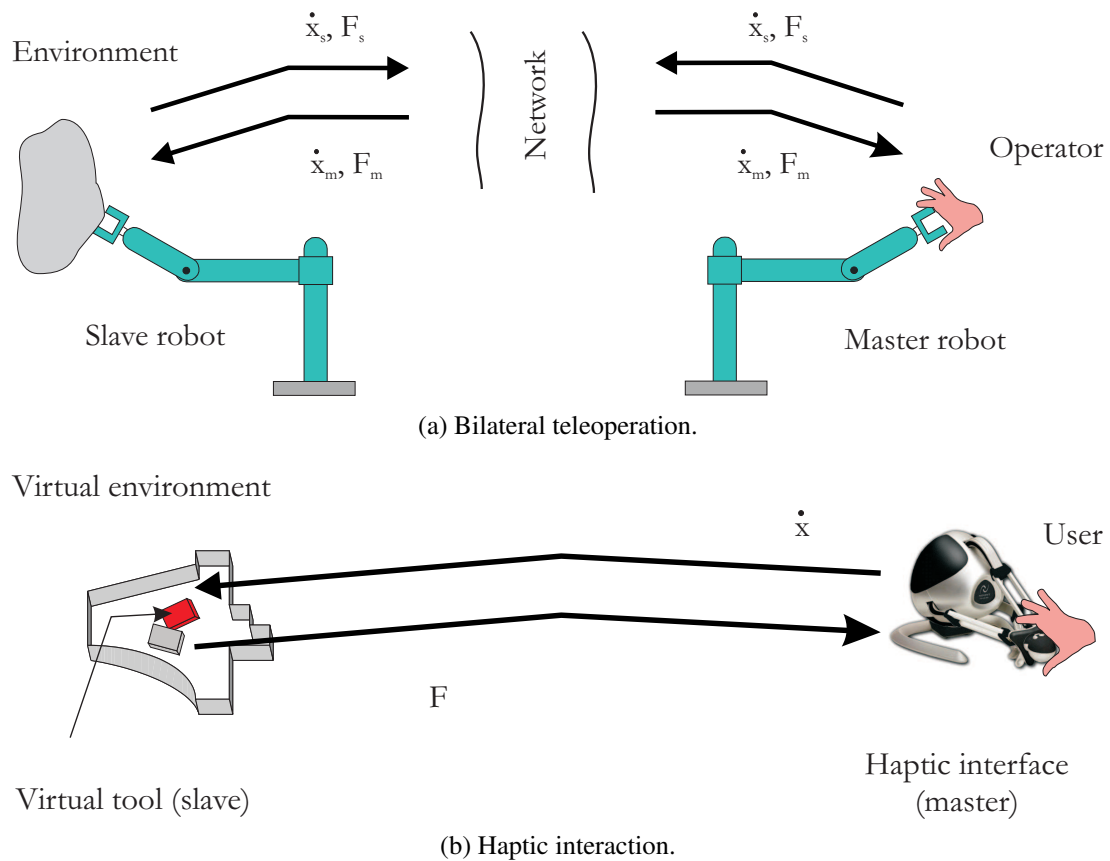 ẋₛ, Fₛ
ẋₛ, Fₛ
Environment
Network
ẋₘ, Fₘ
ẋₘ, Fₘ
Operator
Slave robot
Master robot
(a) Bilateral teleoperation.
Virtual environment
ẋ
User
F
Haptic interface
(master)
Virtual tool (slave)
(b) Haptic interaction.